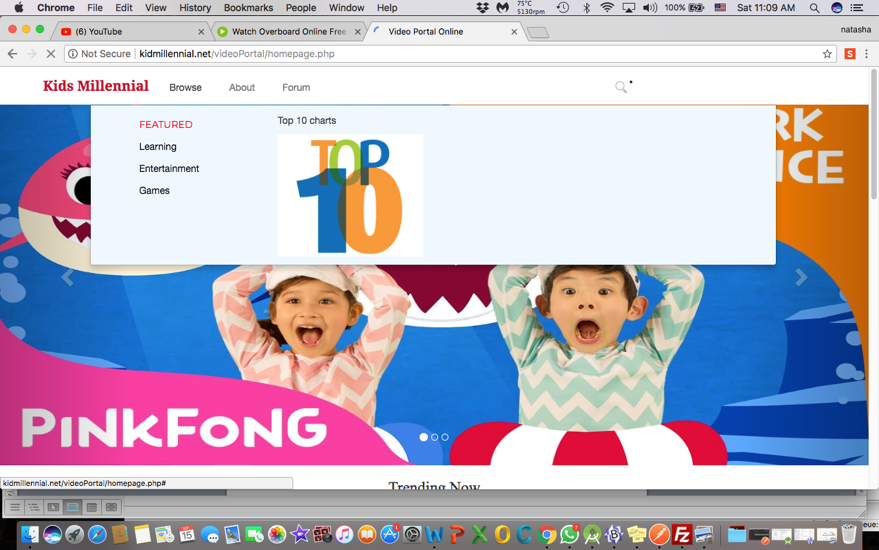 Chrome File Edit View History Bookmarks People Window Help 75°C 5130rpm 100% Sat 11:09 AM
(6) YouTube Watch Overboard Online Free Video Portal Online natasha
Not Secure | kidmillennial.net/videoPortal/homepage.php S
Kids Millennial Browse About Forum
FEATURED
Learning
Entertainment
Games
Top 10 charts
TOP
10
RK
CE
PINKFONG
Trending Now
kidmillennial.net/videoPortal/homepage.php#